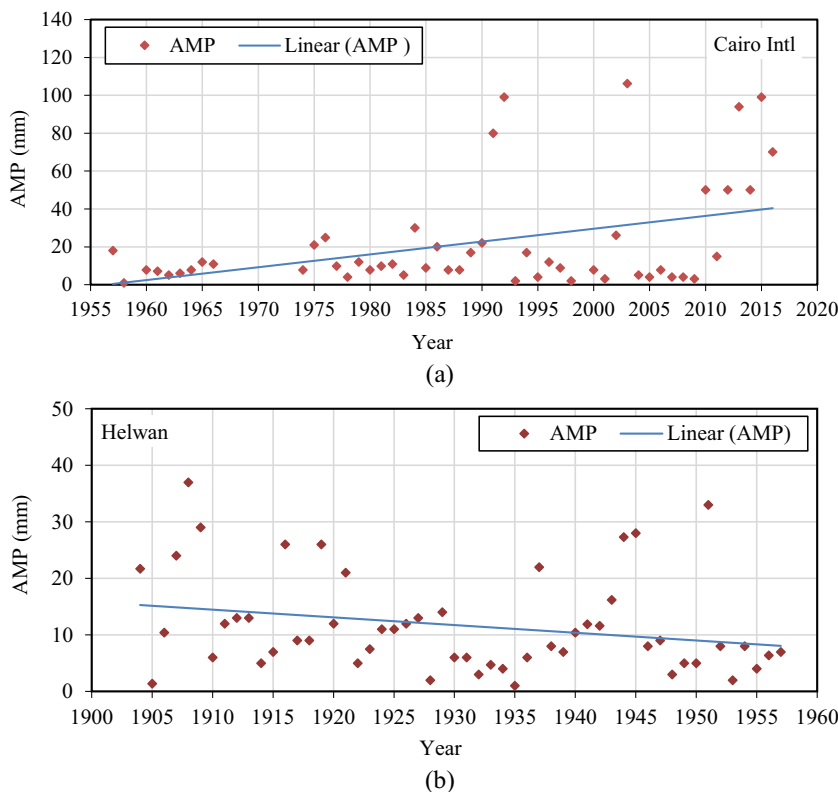 140
120
100
80
60
40
20
0
AMP (mm)
AMP Linear (AMP )
Cairo Intl
1955 1960 1965 1970 1975 1980 1985 1990 1995 2000 2005 2010 2015 2020
Year
(a)
50
40
30
20
10
0
AMP (mm)
Helwan
AMP Linear (AMP)
1900 1905 1910 1915 1920 1925 1930 1935 1940 1945 1950 1955 1960
Year
(b)